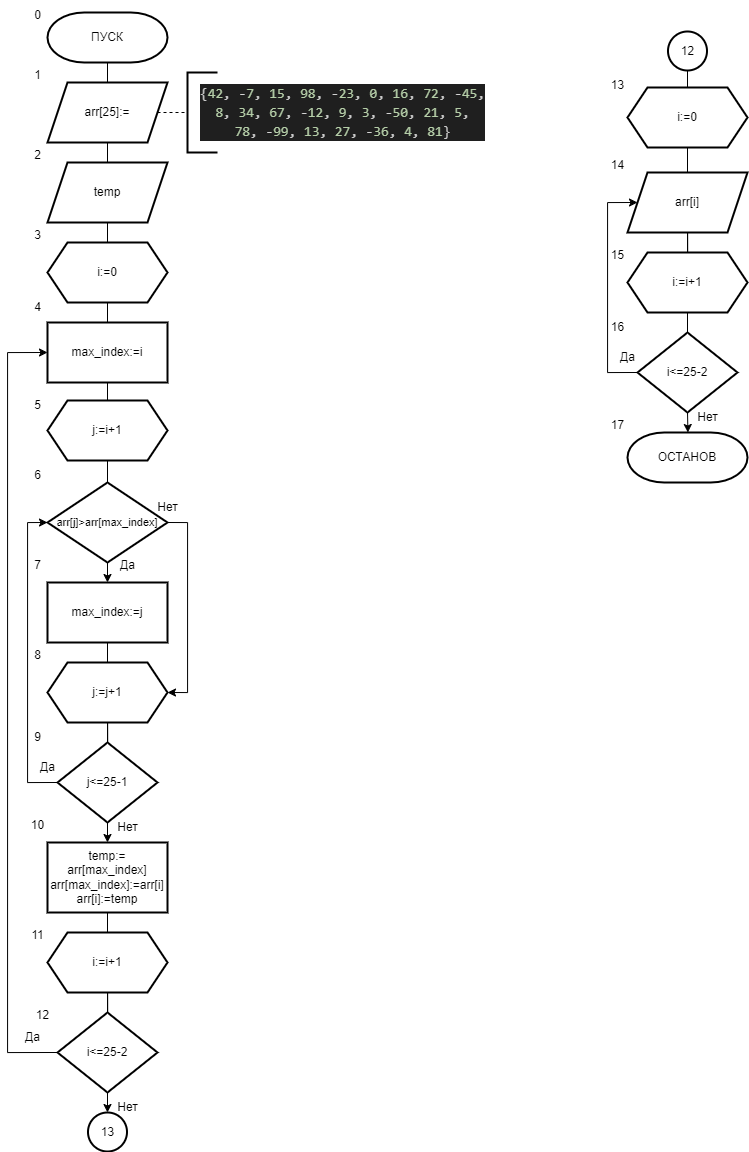 0
ПУСК
1
arr[25]:=
{42, -7, 15, 98, -23, 0, 16, 72, -45,
8, 34, 67, -12, 9, 3, -50, 21, 5,
78, -99, 13, 27, -36, 4, 81}
2
temp
3
i:=0
4
max_index:=i
5
j:=i+1
6
arr[j]>arr[max_index]
Нет
7
Да
max_index:=j
8
j:=j+1
9
Да
j<=25-1
10
Нет
temp:=
arr[max_index]
arr[max_index]:=arr[i]
arr[i]:=temp
11
i:=i+1
12
Да
i<=25-2
Нет
13
12
13
i:=0
14
arr[i]
15
i:=i+1
16
Да
i<=25-2
Нет
17
ОСТАНОВ